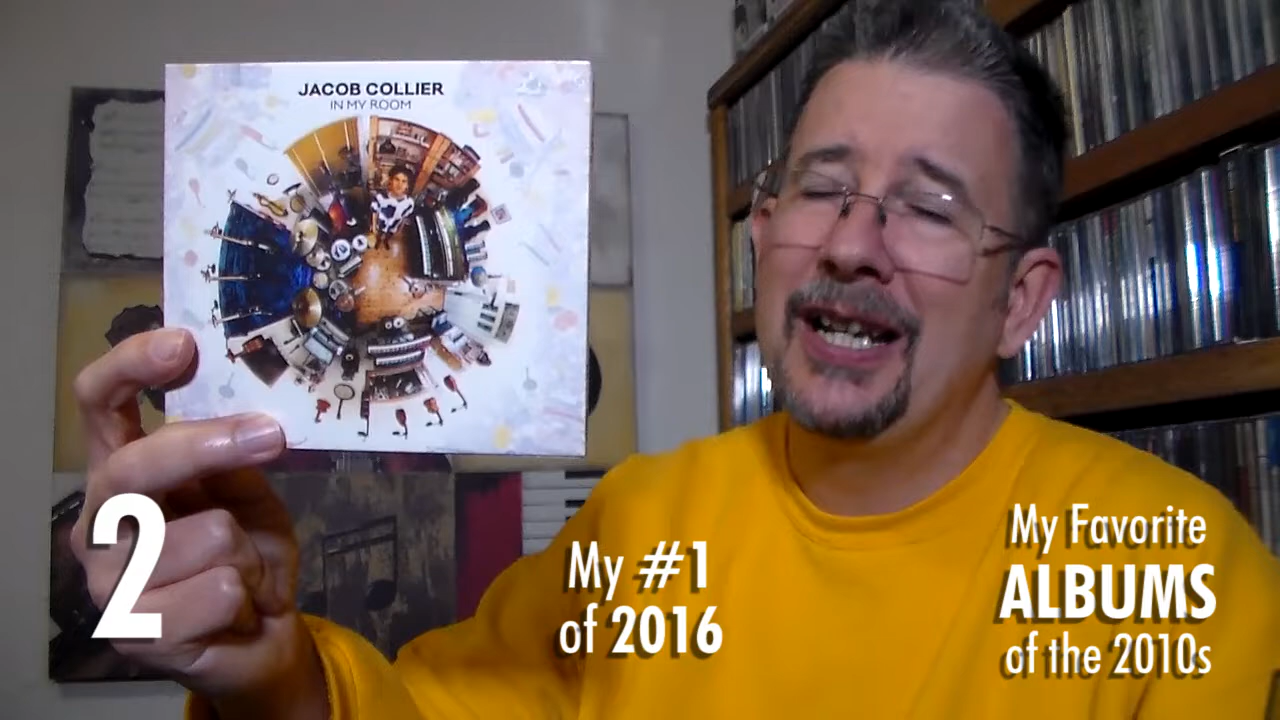 JACOB COLLIER
IN MY ROOM
2
My #1
of 2016
My Favorite
ALBUMS
of the 2010s